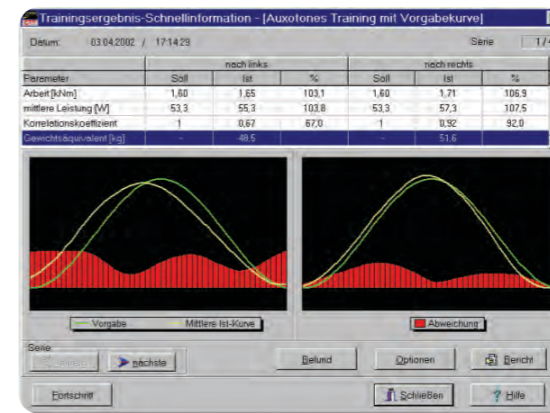 Trainingsergebnis-Schnellinformation - [Auxotones Training mit Vorgabekurve]
Datum: 03.04.2002 / 17:14:29 Serie 1/4
nach links nach rechts
Parameter Soll Ist % Soll Ist %
Arbeit [kNm] 1,60 1,65 103,1 1,60 1,71 106,9
mittlere Leistung [W] 53,3 55,3 103,8 53,3 57,3 107,5
Korrelationskoeffizient 1 0,67 67,0 1 0,92 92,0
Gewichtsäquivalent [kg] - 48,5 - 51,6
Vorgabe Mittlere Ist-Kurve Abweichung
Serie
nächste Befund Optionen Bericht
Fortschritt Schließen ? Hilfe